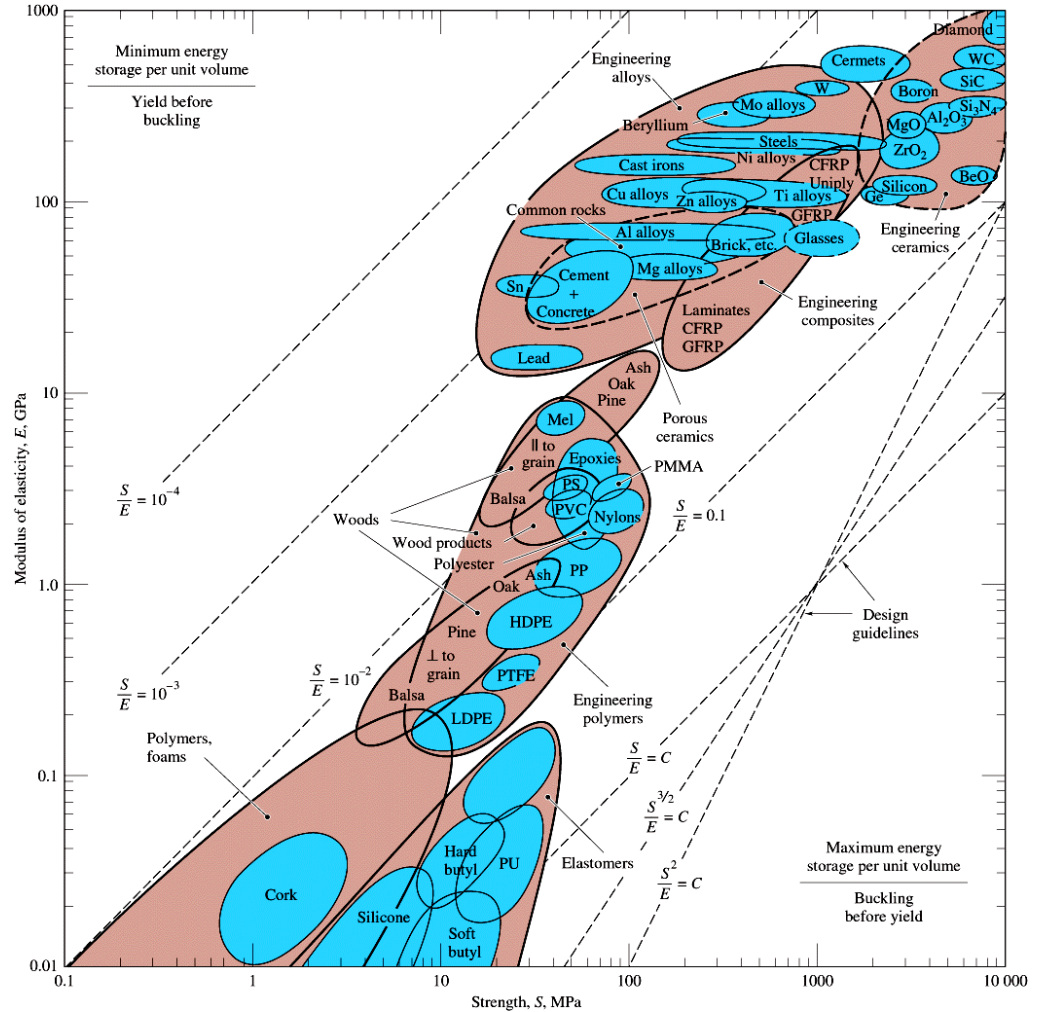 1000
Minimum energy
storage per unit volume
Yield before
buckling
Engineering
alloys
Diamond
Cermets
WC
SiC
W
Boron
Mo alloys
Si₃N₄
Beryllium
Al₂O₃
MgO
Steels
ZrO₂
Ni alloys
CFRP
Cast irons
Uniply
BeO
Silicon
Cu alloys
Ti alloys
Ge
Zn alloys
100
Common rocks
GFRP
Engineering
ceramics
Al alloys
Brick, etc.
Glasses
Mg alloys
Cement
+
Concrete
Sn
Engineering
composites
Laminates
CFRP
GFRP
Lead
Ash
Oak
Pine
10
Mel
Porous
ceramics
|| to
grain
Epoxies
PMMA
PS
Balsa
S/E = 10⁻⁴
PVC
Nylons
S/E = 0.1
Woods
Wood products
Polyester
Modulus of elasticity, E, GPa
Ash
PP
Oak
1.0
HDPE
Design
guidelines
Pine
⊥ to
grain
S/E = 10⁻³
S/E = 10⁻²
PTFE
Balsa
Engineering
polymers
LDPE
Polymers,
foams
S/E = C
0.1
S^3/2/E = C
Hard
butyl
PU
Elastomers
Maximum energy
storage per unit volume
S²/E = C
Cork
Buckling
before yield
Silicone
Soft
butyl
0.01
0.1
1
10
100
1000
10 000
Strength, S, MPa